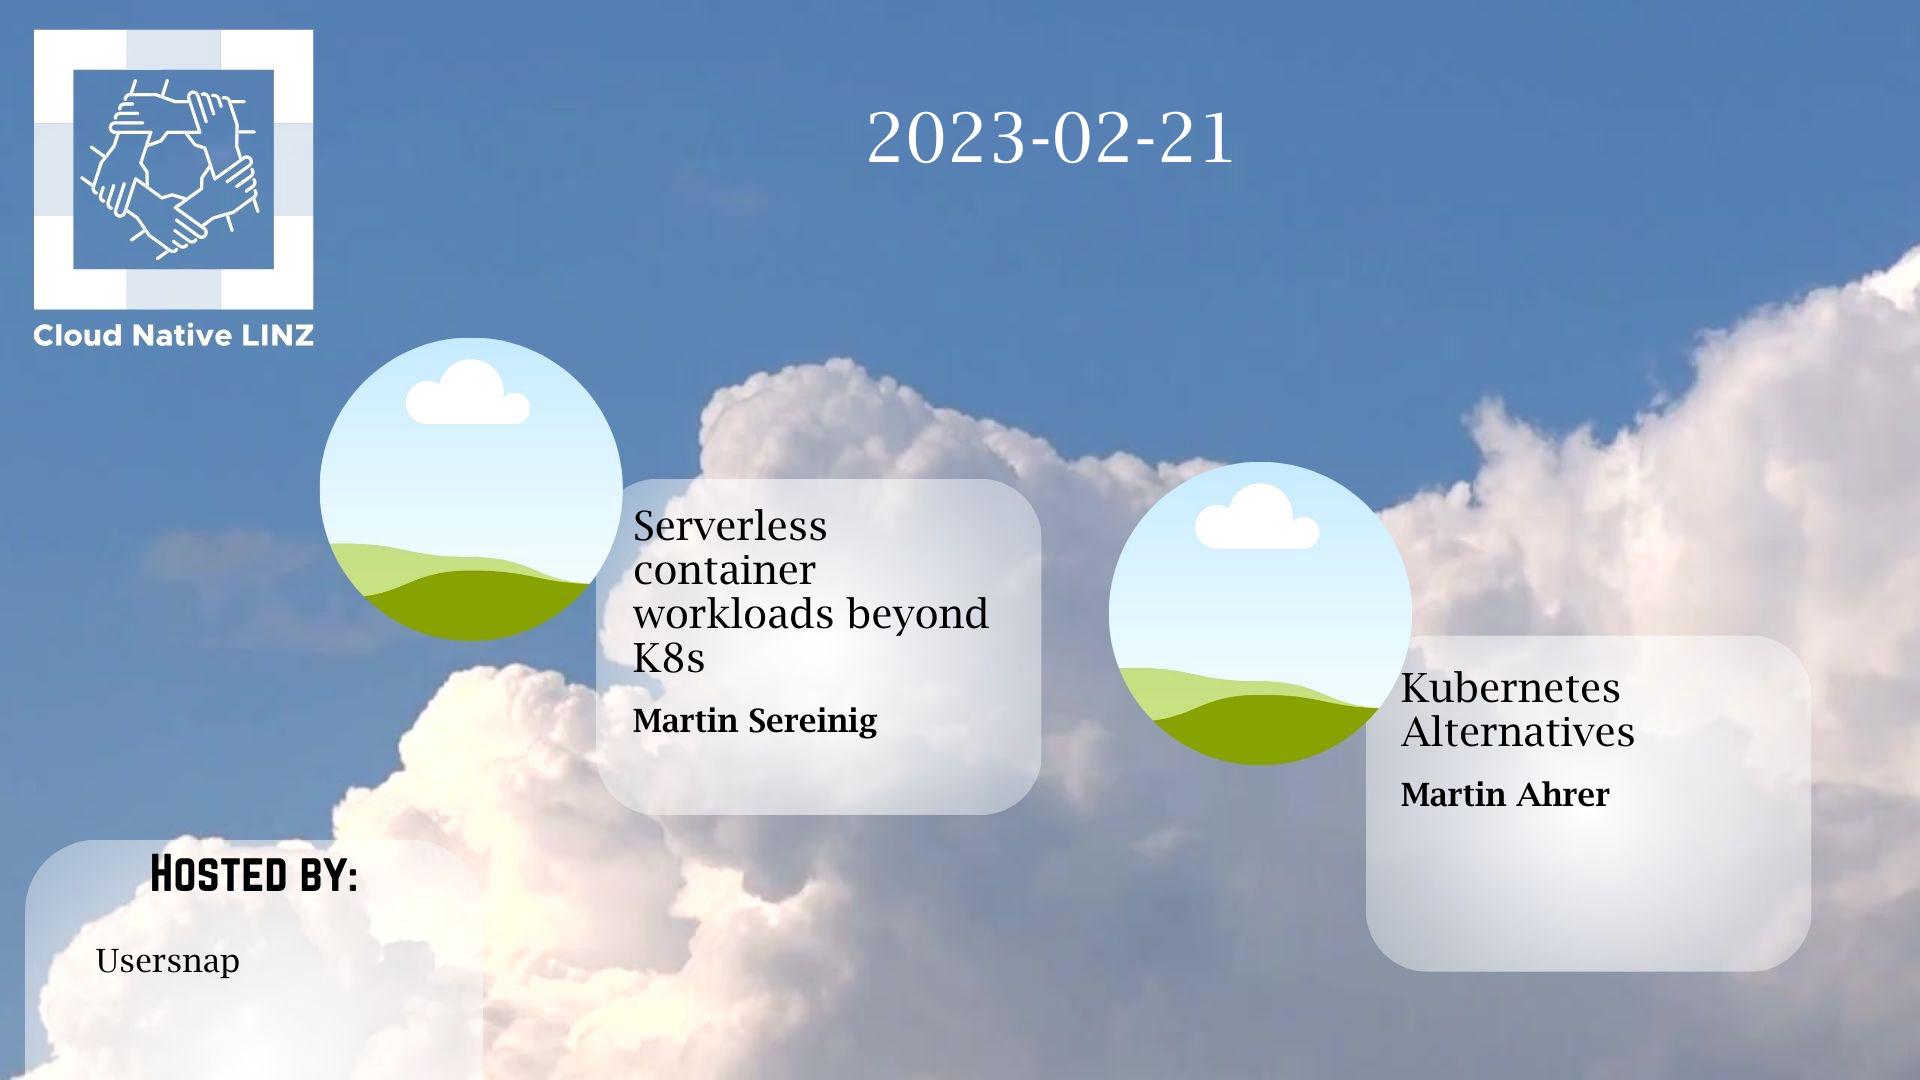 2023-02-21
Cloud Native LINZ
Serverless
container
workloads beyond
K8s
Martin Sereinig
Kubernetes
Alternatives
Martin Ahrer
HOSTED BY:
Usersnap